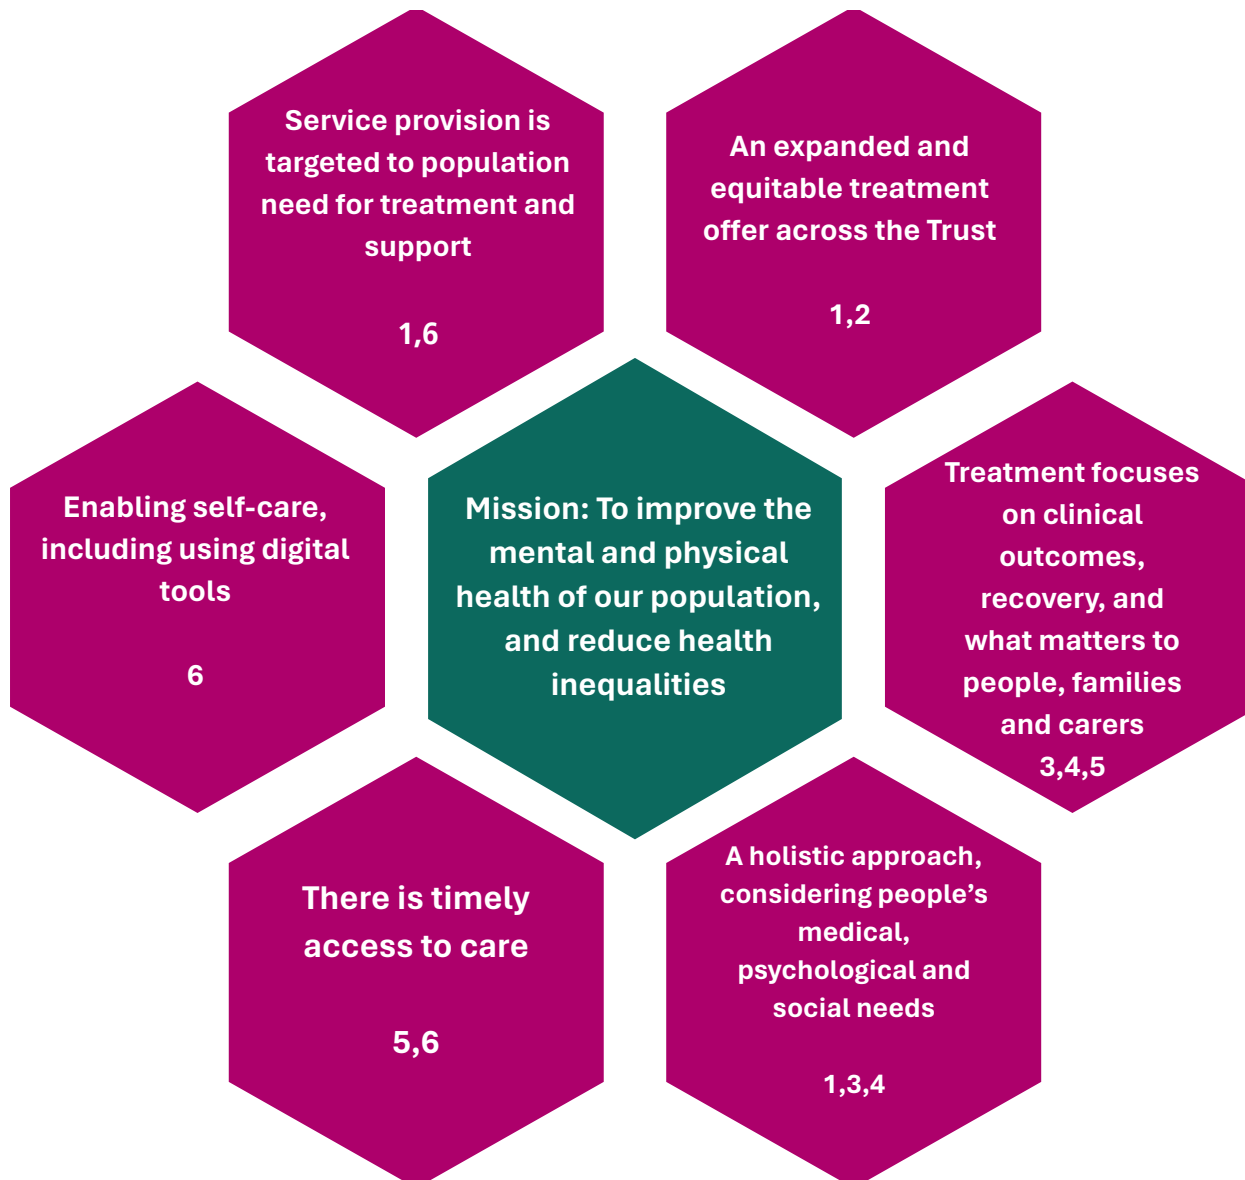 Service provision is
targeted to population
need for treatment and
support
1,6
An expanded and
equitable treatment
offer across the Trust
1,2
Enabling self-care,
including using digital
tools
6
Mission: To improve the
mental and physical
health of our population,
and reduce health
inequalities
Treatment focuses
on clinical
outcomes,
recovery, and
what matters to
people, families
and carers
3,4,5
There is timely
access to care
5,6
A holistic approach,
considering people’s
medical,
psychological and
social needs
1,3,4